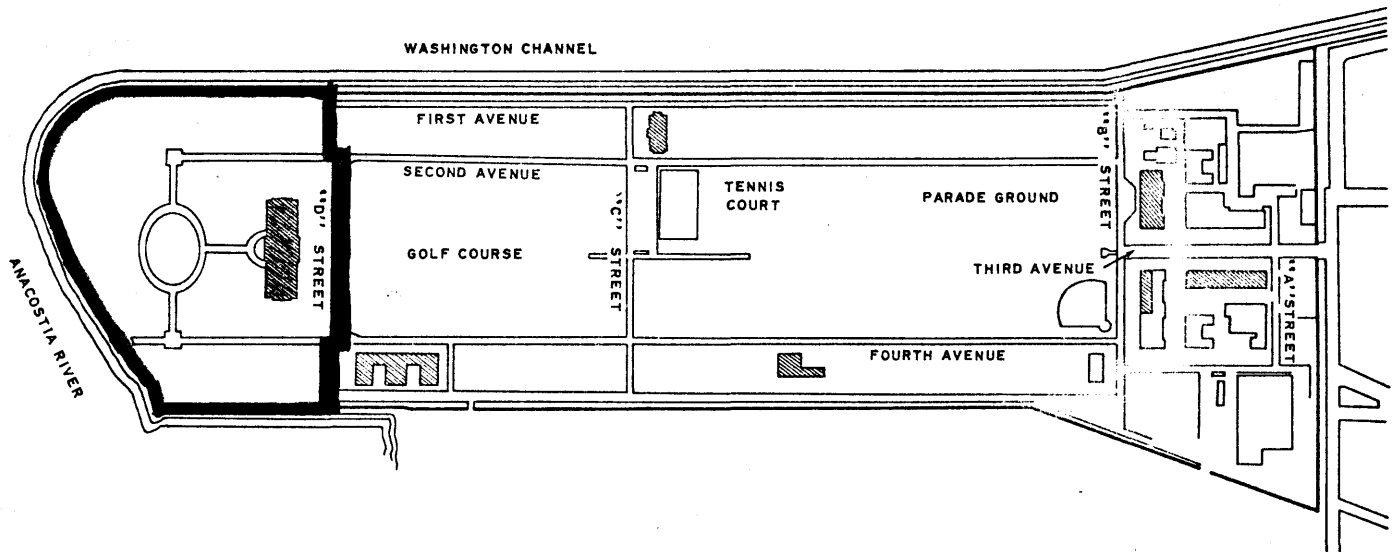 WASHINGTON CHANNEL
FIRST AVENUE
"B" STREET
SECOND AVENUE
TENNIS
COURT
PARADE GROUND
"D" STREET
"C" STREET
GOLF COURSE
THIRD AVENUE
"A" STREET
ANACOSTIA RIVER
FOURTH AVENUE